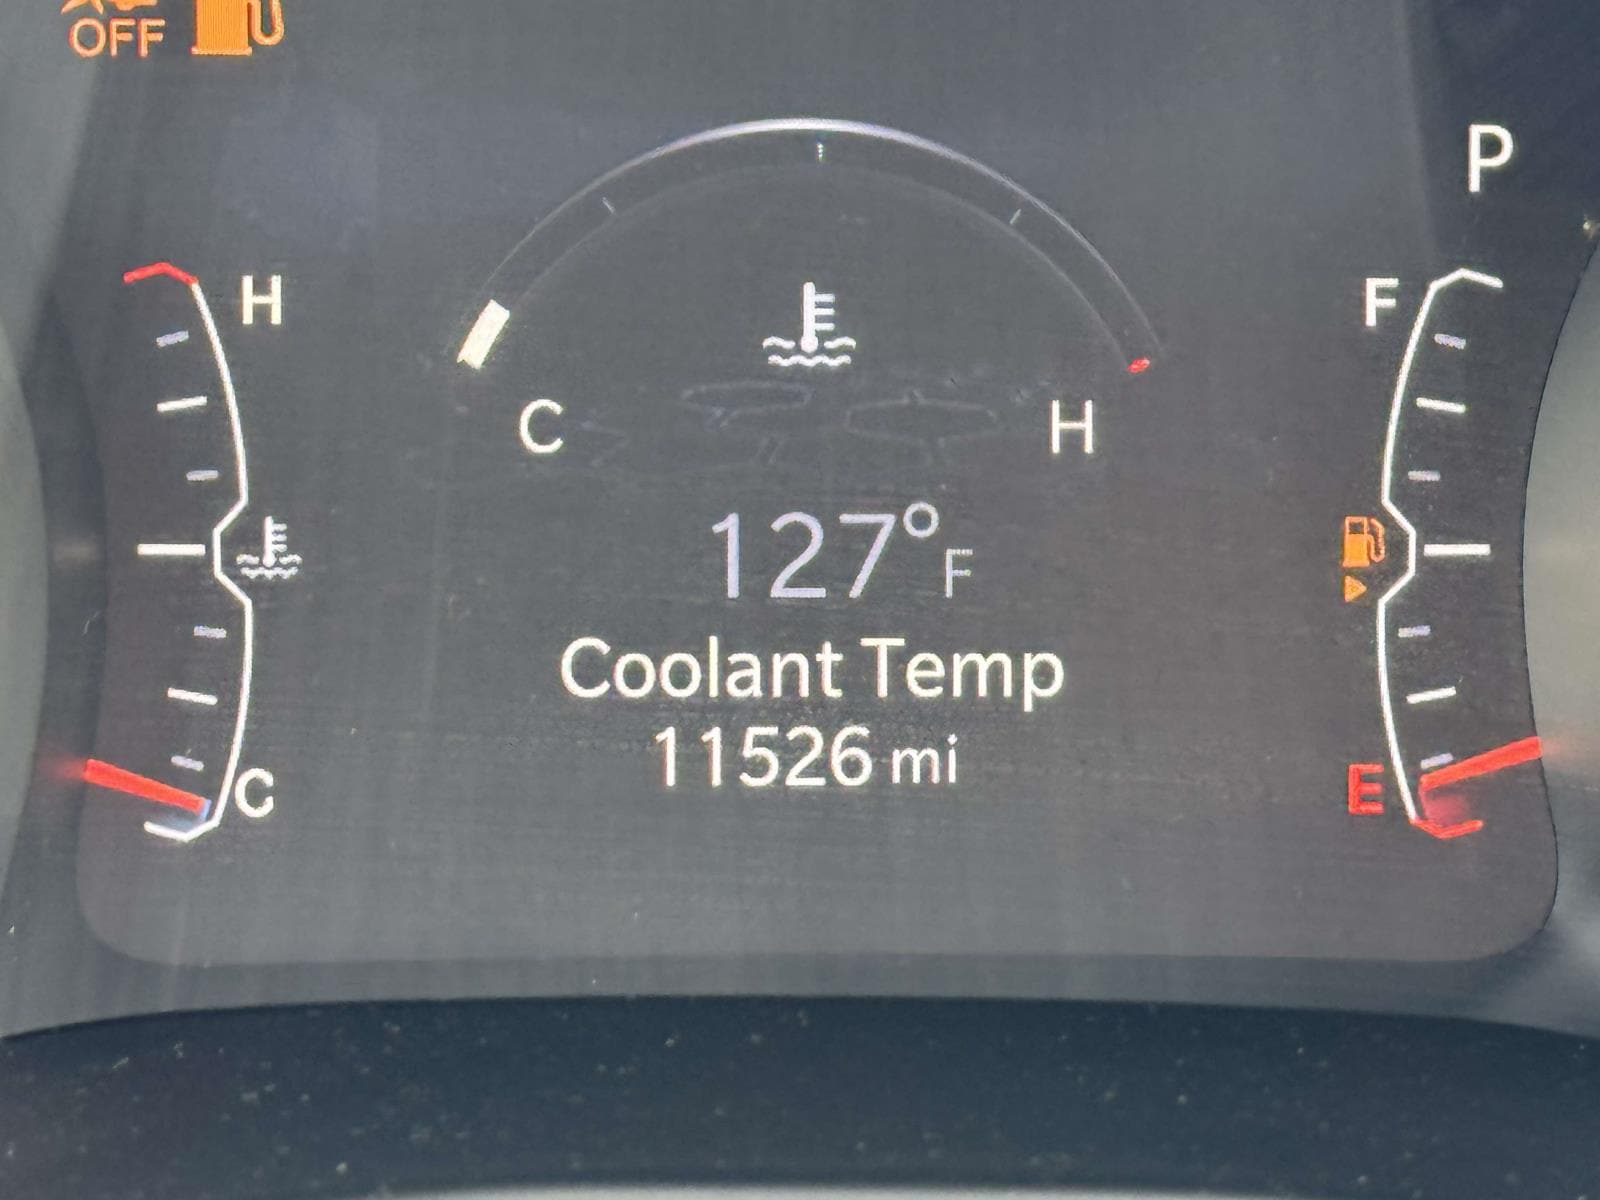 OFF
P
H
F
C
H
127°F
Coolant Temp
11526 mi
C
E